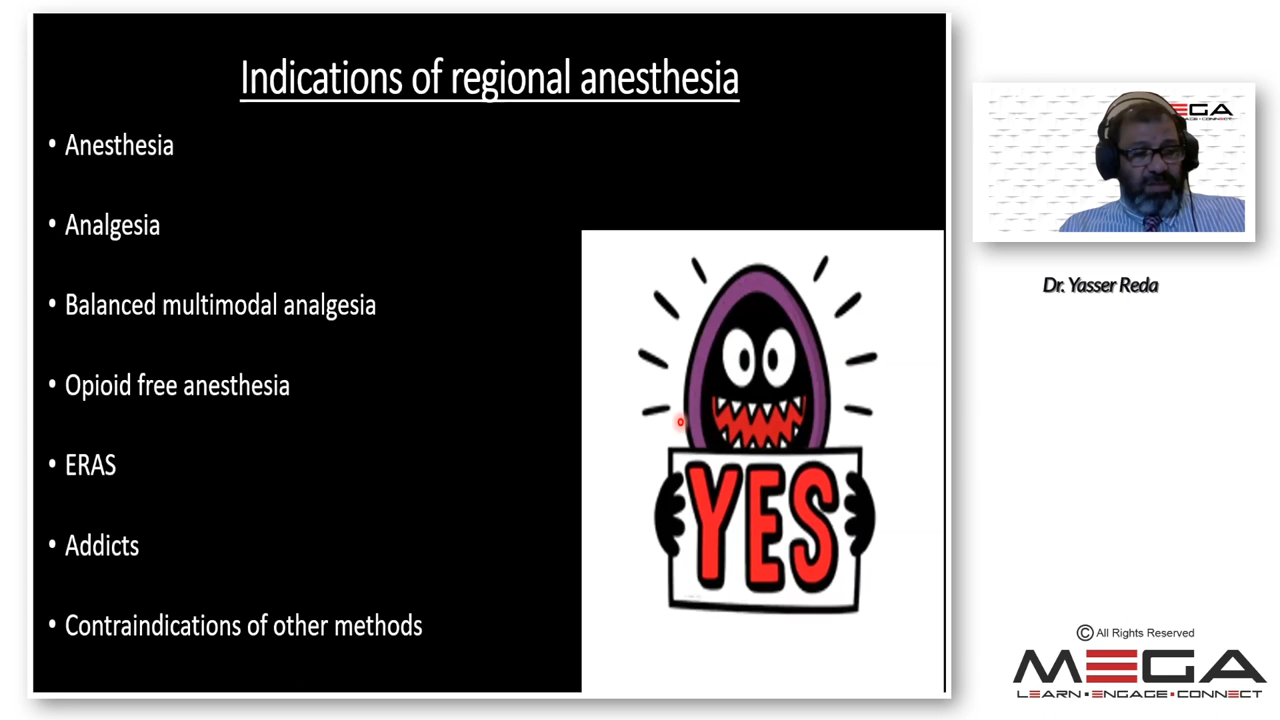 Indications of regional anesthesia
• Anesthesia
• Analgesia
• Balanced multimodal analgesia
• Opioid free anesthesia
• ERAS
• Addicts
• Contraindications of other methods
YES
EGA
Dr. Yasser Reda
© All Rights Reserved
MEGA
LEARN • ENGAGE • CONNECT